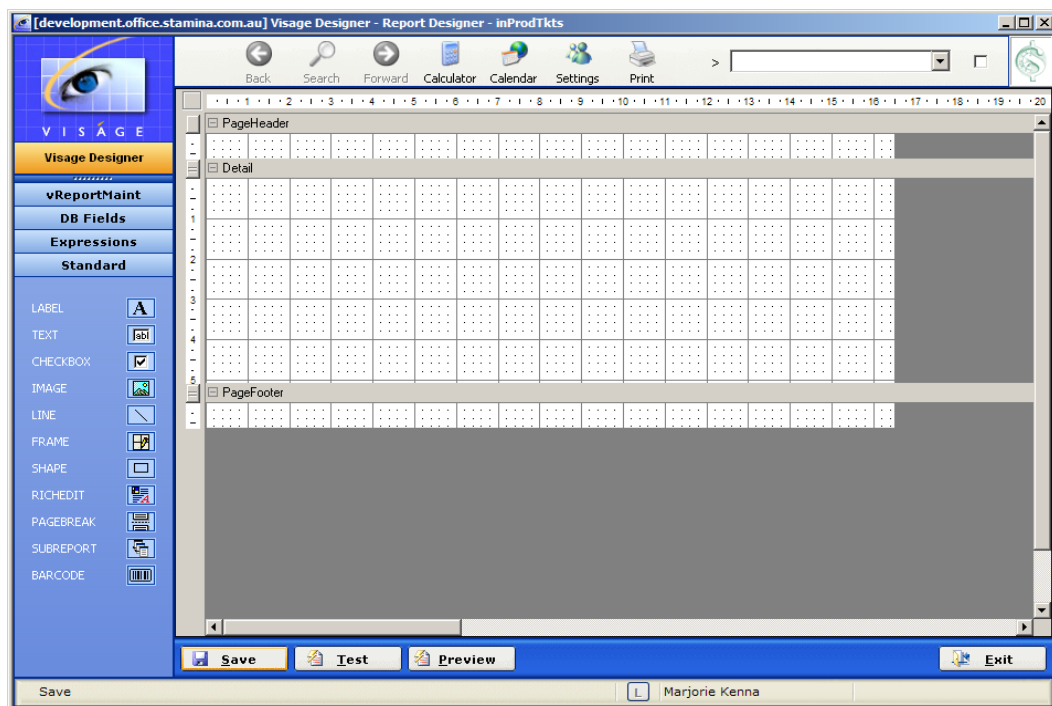 [development.office.stamina.com.au] Visage Designer - Report Designer - inProdTkts
VISÁGE
Visage Designer
vReportMaint
DB Fields
Expressions
Standard
LABEL
TEXT
CHECKBOX
IMAGE
LINE
FRAME
SHAPE
RICHEDIT
PAGEBREAK
SUBREPORT
BARCODE
Back Search Forward Calculator Calendar Settings Print >
1 2 3 4 5 6 7 8 9 10 11 12 13 14 15 16 17 18 19 20
PageHeader
Detail
1
2
3
4
5
PageFooter
Save Test Preview Exit
Save L Marjorie Kenna